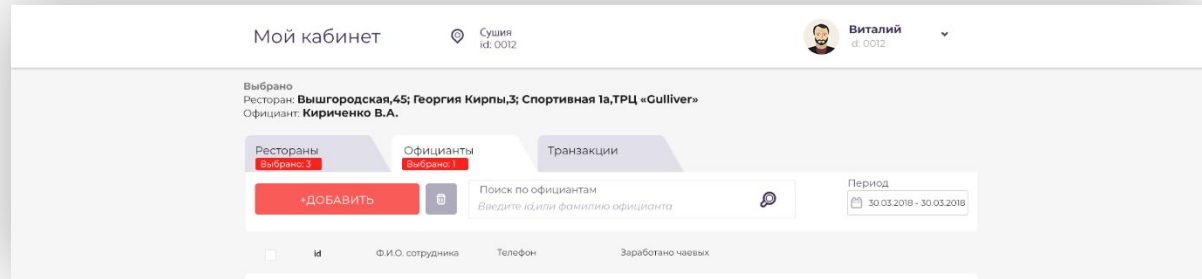 Мой кабинет
Сушия
id: 0012
Виталий
d: 0012
Выбрано
Ресторан: Вышгородская,45; Георгия Кирпы,3; Спортивная 1а,ТРЦ «Gulliver»
Официант: Кириченко В.А.
Рестораны
Выбрано: 3
Официанты
Выбрано: 1
Транзакции
+ДОБАВИТЬ
Поиск по официантам
Введите id,или фамилию официанта
Период
30.03.2018 - 30.03.2018
id Ф.И.О. сотрудника Телефон Заработано чаевых